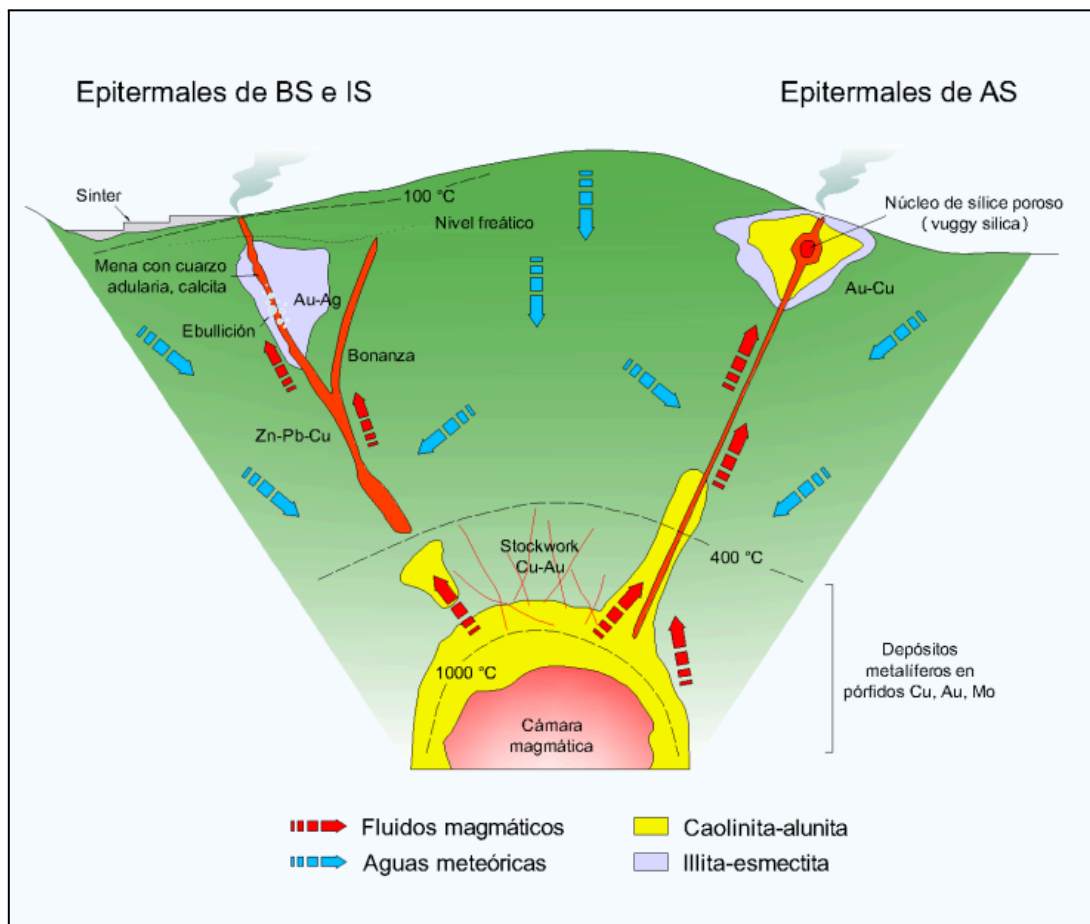 Epitermales de BS e IS
Epitermales de AS
Sinter
100 °C
Nivel freático
Núcleo de sílice poroso
( vuggy silica)
Mena con cuarzo
adularia, calcita
Au-Ag
Au-Cu
Ebullición
Bonanza
Zn-Pb-Cu
Stockwork
Cu-Au
400 °C
1000 °C
Depósitos
metalíferos en
pórfidos Cu, Au, Mo
Cámara
magmática
Fluidos magmáticos
Caolinita-alunita
Aguas meteóricas
Illita-esmectita